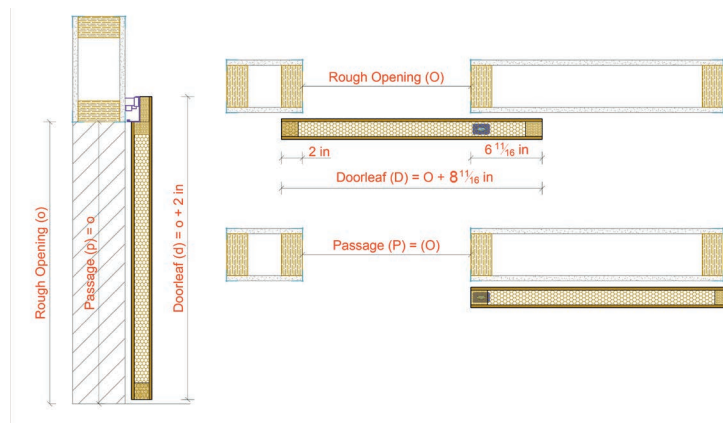 Rough Opening (o)
Passage (p) = o
Doorleaf (d) = o + 2 in
Rough Opening (O)
2 in
6 11/16 in
Doorleaf (D) = O + 8 11/16 in
Passage (P) = (O)